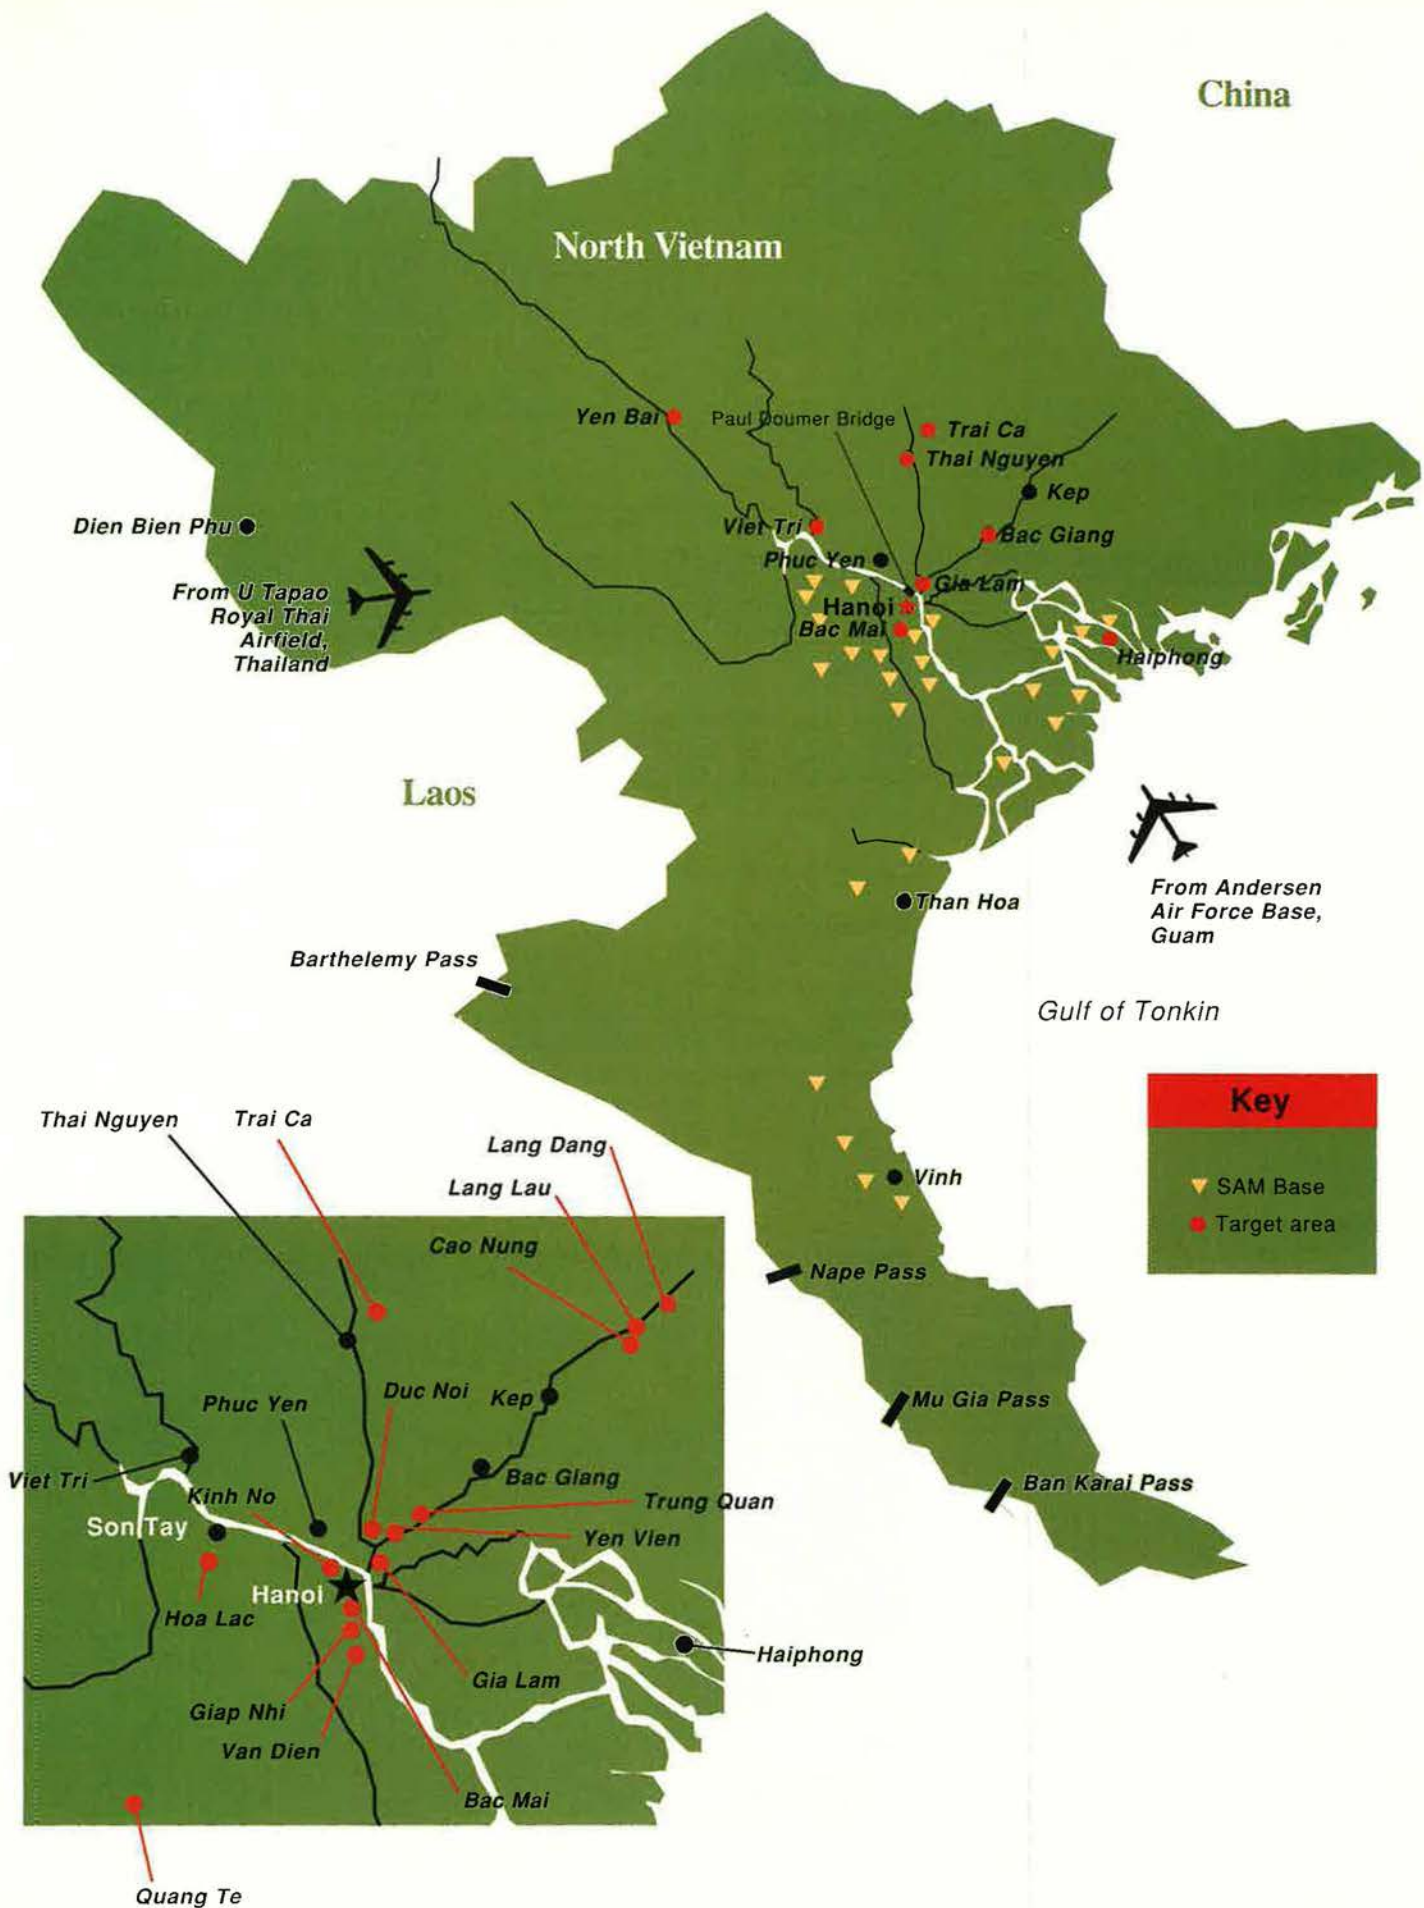 China
North Vietnam
Yen Bai
Paul Doumer Bridge
Trai Ca
Thai Nguyen
Kep
Dien Bien Phu
Viet Tri
Bac Giang
Phuc Yen
Gia Lam
From U Tapao
Royal Thai
Airfield,
Thailand
Hanoi
Bac Mai
Haiphong
Laos
From Andersen
Air Force Base,
Guam
Than Hoa
Barthelemy Pass
Gulf of Tonkin
Key
SAM Base
Target area
Vinh
Nape Pass
Mu Gia Pass
Ban Karai Pass
Thai Nguyen
Trai Ca
Lang Dang
Lang Lau
Cao Nung
Duc Noi
Kep
Phuc Yen
Viet Tri
Bac Giang
Kinh No
Trung Quan
Son Tay
Yen Vien
Hanoi
Hoa Lac
Haiphong
Gia Lam
Giap Nhi
Van Dien
Bac Mai
Quang Te